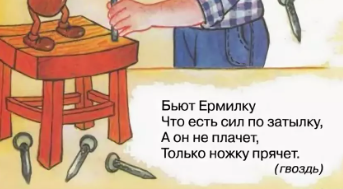 Бьют Ермилку
Что есть сил по затылку,
А он не плачет,
Только ножку прячет.
(гвоздь)